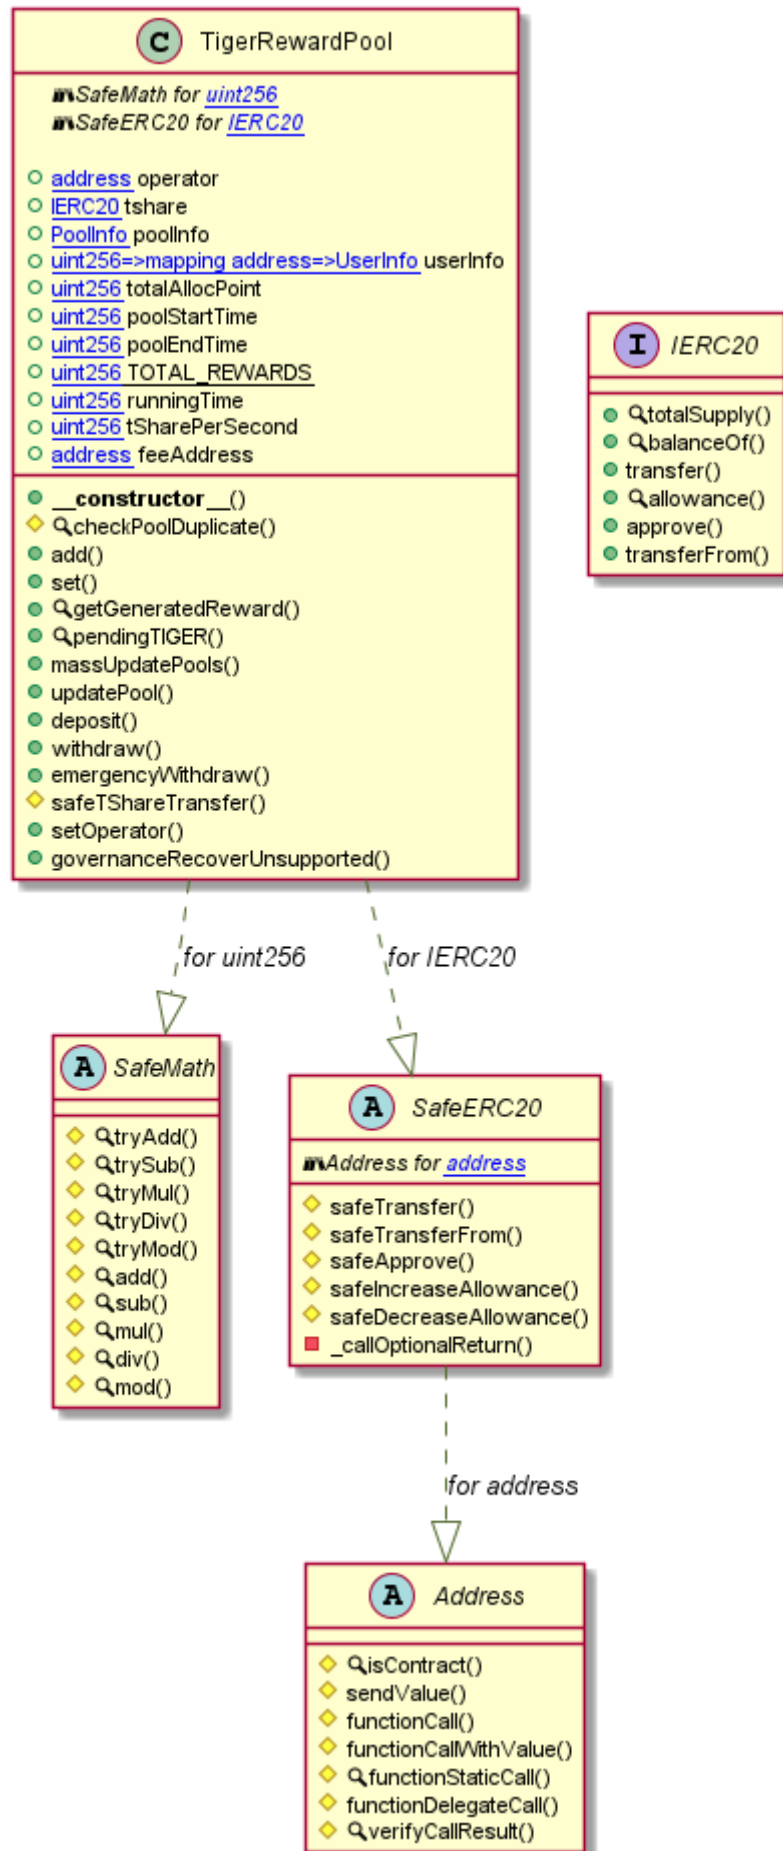 C TigerRewardPool
SafeMath for uint256
SafeERC20 for IERC20
address operator
IERC20 tshare
PoolInfo poolInfo
uint256=>mapping address=>UserInfo userInfo
uint256 totalAllocPoint
uint256 poolStartTime
uint256 poolEndTime
uint256 TOTAL_REWARDS
uint256 runningTime
uint256 tSharePerSecond
address feeAddress
__constructor__()
checkPoolDuplicate()
add()
set()
getGeneratedReward()
pendingTIGER()
massUpdatePools()
updatePool()
deposit()
withdraw()
emergencyWithdraw()
safeTShareTransfer()
setOperator()
governanceRecoverUnsupported()
I IERC20
totalSupply()
balanceOf()
transfer()
allowance()
approve()
transferFrom()
for uint256
for IERC20
A SafeMath
tryAdd()
trySub()
tryMul()
tryDiv()
tryMod()
add()
sub()
mul()
div()
mod()
A SafeERC20
Address for address
safeTransfer()
safeTransferFrom()
safeApprove()
safeIncreaseAllowance()
safeDecreaseAllowance()
_callOptionalReturn()
for address
A Address
isContract()
sendValue()
functionCall()
functionCallWithValue()
functionStaticCall()
functionDelegateCall()
verifyCallResult()